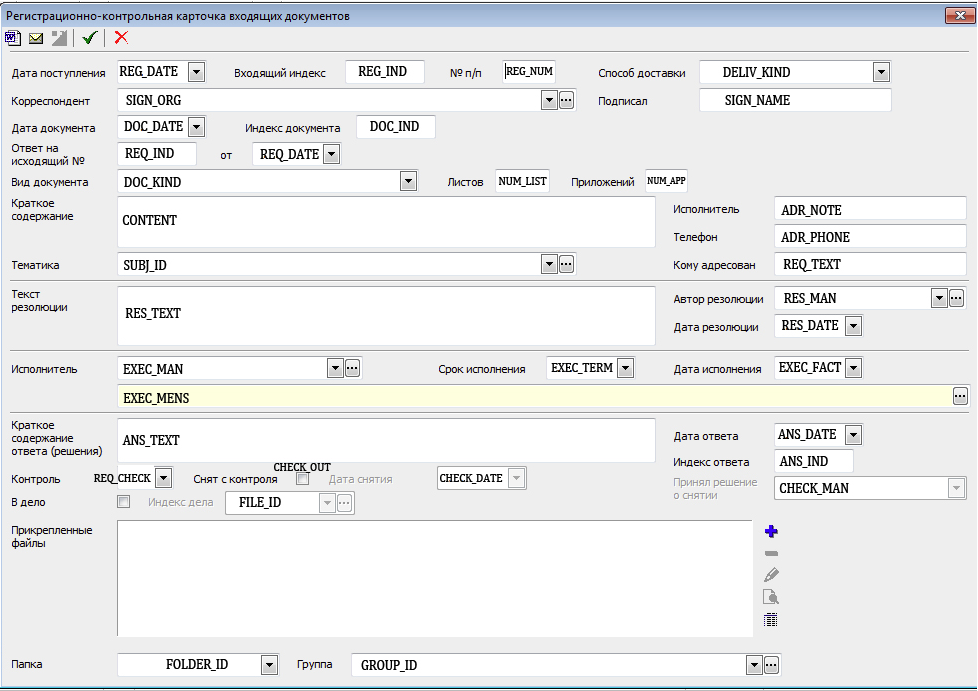 Регистрационно-контрольная карточка входящих документов
Дата поступления REG_DATE Входящий индекс REG_IND № п/п REG_NUM Способ доставки DELIV_KIND
Корреспондент SIGN_ORG Подписал SIGN_NAME
Дата документа DOC_DATE Индекс документа DOC_IND
Ответ на
исходящий № REQ_IND от REQ_DATE
Вид документа DOC_KIND Листов NUM_LIST Приложений NUM_APP
Краткое
содержание CONTENT
Исполнитель ADR_NOTE
Телефон ADR_PHONE
Тематика SUBJ_ID Кому адресован REQ_TEXT
Текст
резолюции RES_TEXT
Автор резолюции RES_MAN
Дата резолюции RES_DATE
Исполнитель EXEC_MAN Срок исполнения EXEC_TERM Дата исполнения EXEC_FACT
EXEC_MENS
Краткое
содержание
ответа (решения) ANS_TEXT
Дата ответа ANS_DATE
Индекс ответа ANS_IND
Контроль REQ_CHECK Снят с контроля CHECK_OUT Дата снятия CHECK_DATE
Принял решение
о снятии CHECK_MAN
В дело Индекс дела FILE_ID
Прикрепленные
файлы
Папка FOLDER_ID Группа GROUP_ID